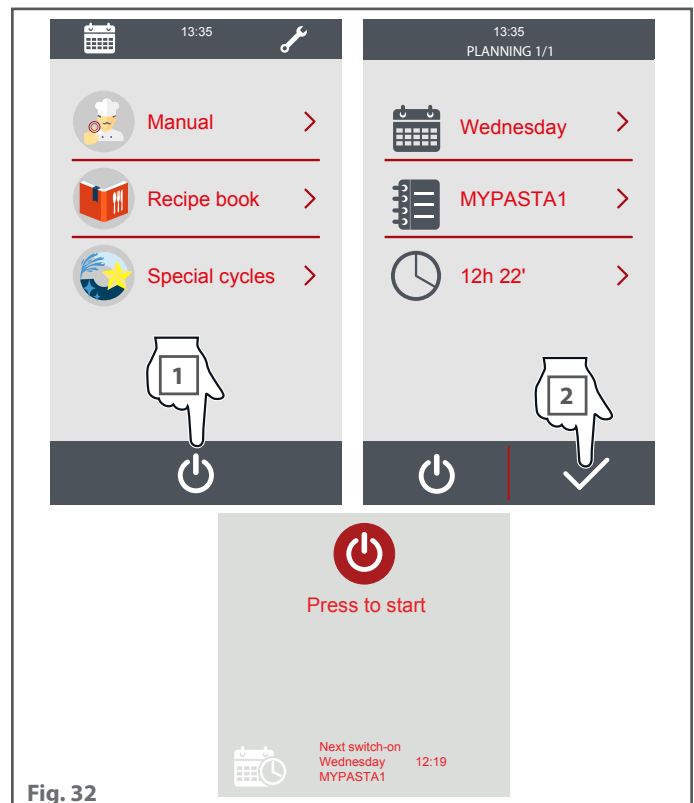 13:35
Manual
Recipe book
Special cycles
1
13:35
PLANNING 1/1
Wednesday
MYPASTA1
12h 22'
2
Press to start
Next switch-on
Wednesday 12:19
MYPASTA1
Fig. 32